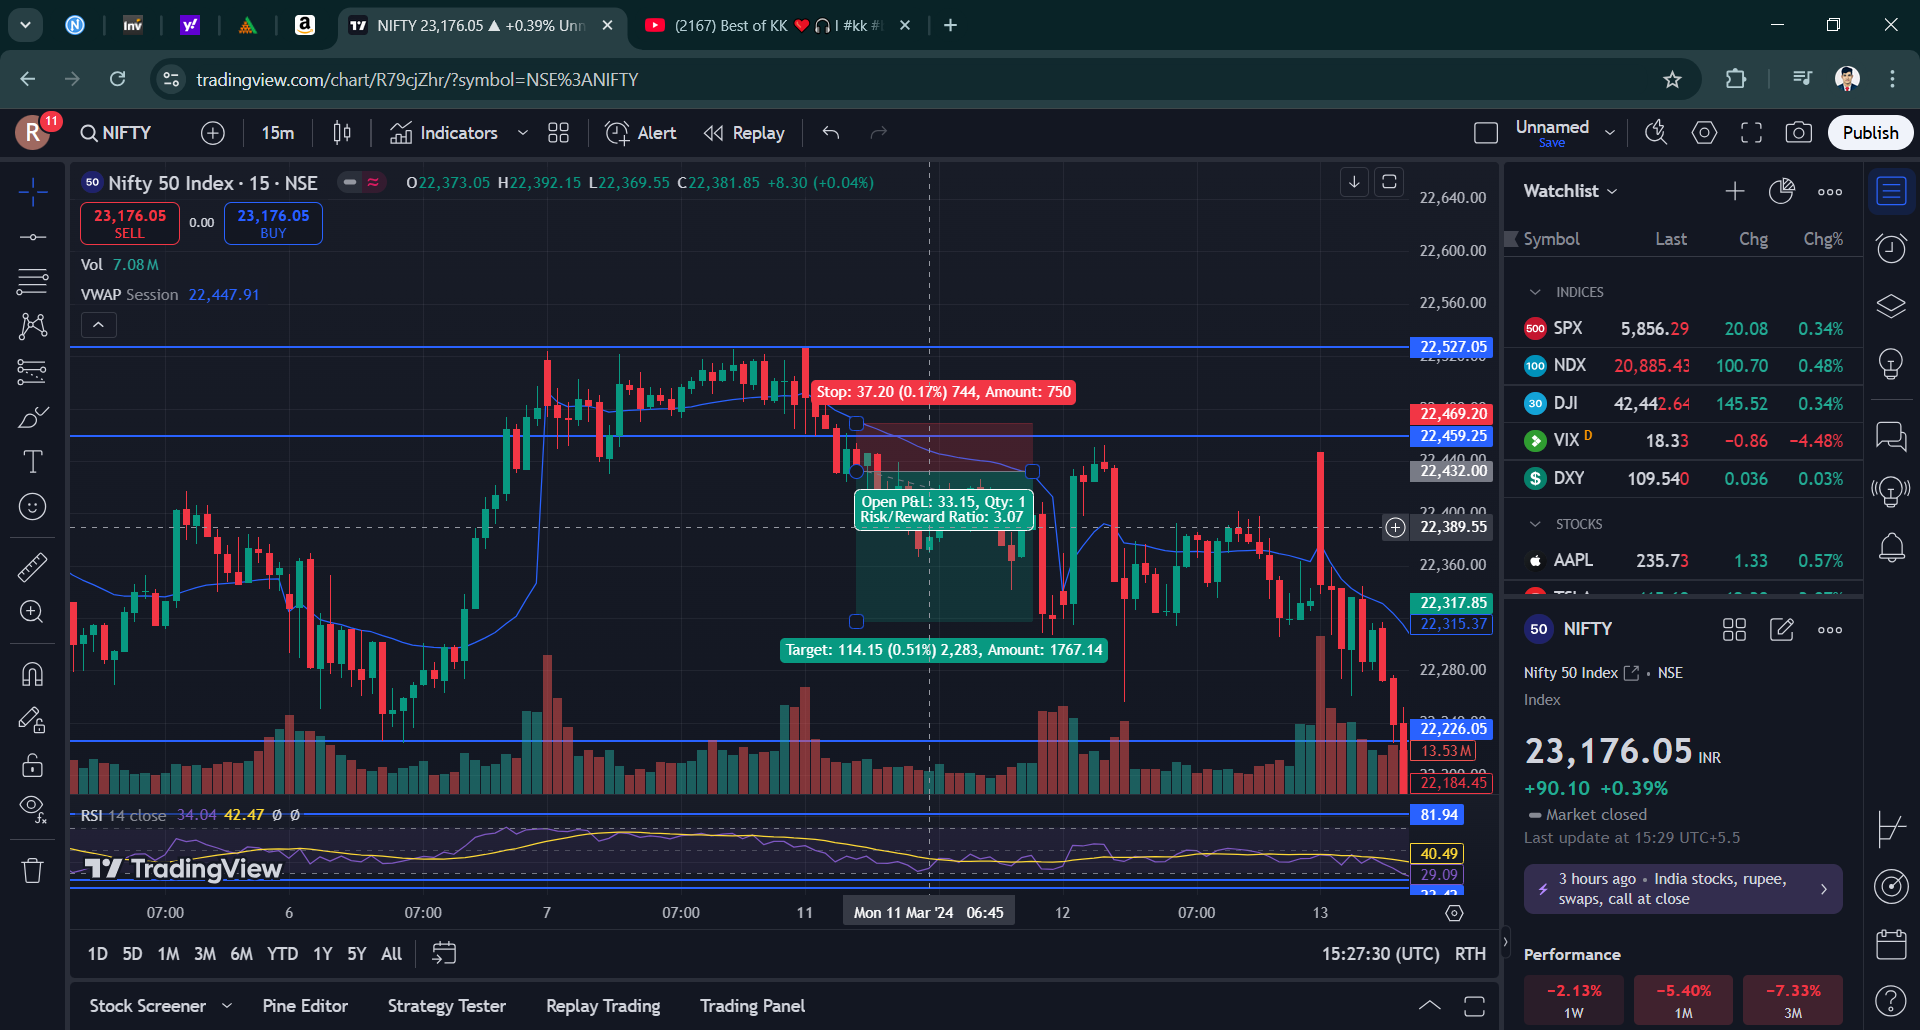 NIFTY 23,176.05 ▲ +0.39% Unn
(2167) Best of KK ❤️🎧 I #kk #
tradingview.com/chart/R79cjZhr/?symbol=NSE%3ANIFTY
R
11
NIFTY
15m
Indicators
Alert
Replay
Unnamed
Save
Publish
50 Nifty 50 Index · 15 · NSE
O22,373.05 H22,392.15 L22,369.55 C22,381.85 +8.30 (+0.04%)
23,176.05
SELL
0.00
23,176.05
BUY
Vol 7.08M
VWAP Session 22,447.91
Stop: 37.20 (0.17%) 744, Amount: 750
Open P&L: 33.15, Qty: 1
Risk/Reward Ratio: 3.07
Target: 114.15 (0.51%) 2,283, Amount: 1767.14
22,640.00
22,600.00
22,560.00
22,527.05
22,469.20
22,459.25
22,440.00
22,432.00
22,400.00
22,389.55
22,360.00
22,317.85
22,315.37
22,280.00
22,226.05
13.53M
22,184.45
RSI 14 close 34.04 42.47 Ø Ø
81.94
40.49
29.09
TradingView
07:00
6
07:00
7
07:00
11
Mon 11 Mar '24 06:45
12
07:00
13
1D 5D 1M 3M 6M YTD 1Y 5Y All
15:27:30 (UTC) RTH
Stock Screener
Pine Editor
Strategy Tester
Replay Trading
Trading Panel
Watchlist
Symbol Last Chg Chg%
INDICES
500 SPX 5,856.29 20.08 0.34%
100 NDX 20,885.43 100.70 0.48%
30 DJI 42,442.64 145.52 0.34%
VIX D 18.33 −0.86 −4.48%
$ DXY 109.540 0.036 0.03%
STOCKS
AAPL 235.73 1.33 0.57%
50 NIFTY
Nifty 50 Index • NSE
Index
23,176.05 INR
+90.10 +0.39%
Market closed
Last update at 15:29 UTC+5.5
3 hours ago • India stocks, rupee,
swaps, call at close
Performance
−2.13%
1W
−5.40%
1M
−7.33%
3M